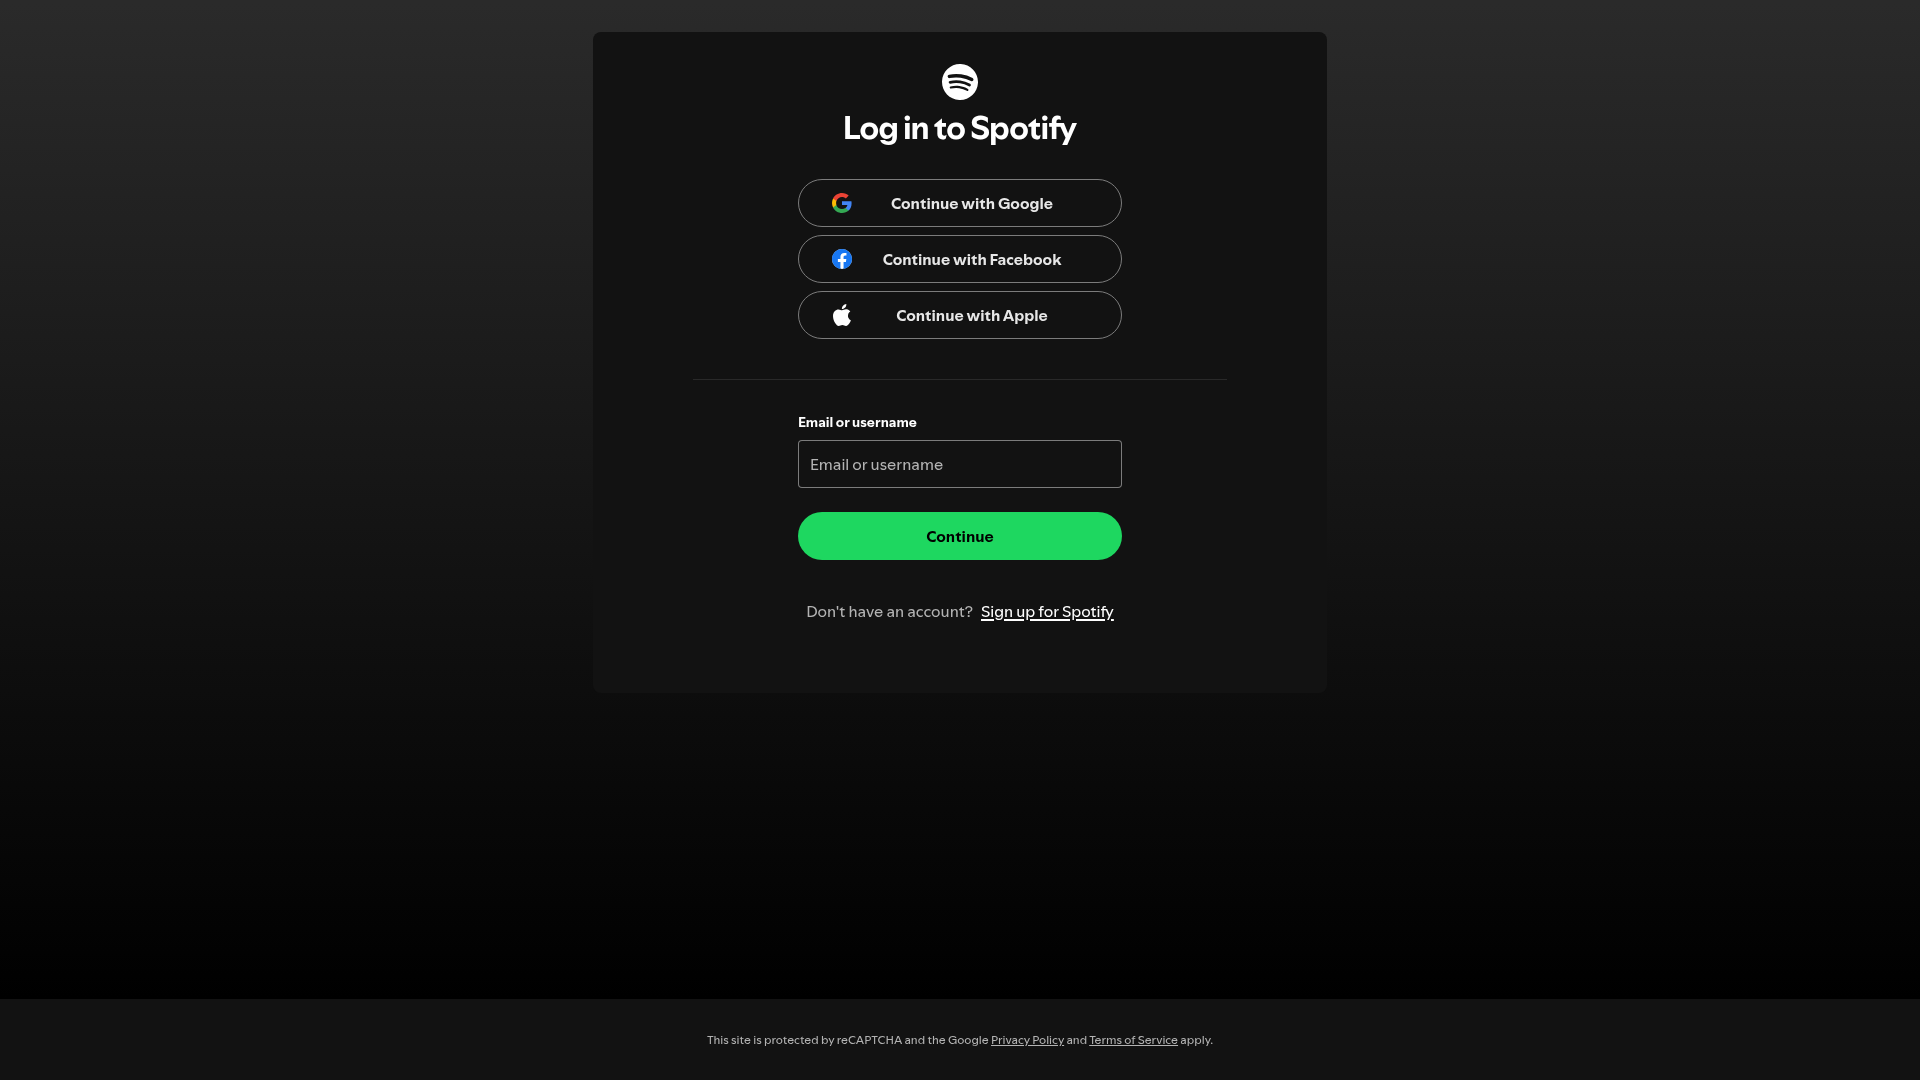 Log in to Spotify
Continue with Google
Continue with Facebook
Continue with Apple
Email or username
Email or username
Continue
Don't have an account? Sign up for Spotify
This site is protected by reCAPTCHA and the Google Privacy Policy and Terms of Service apply.